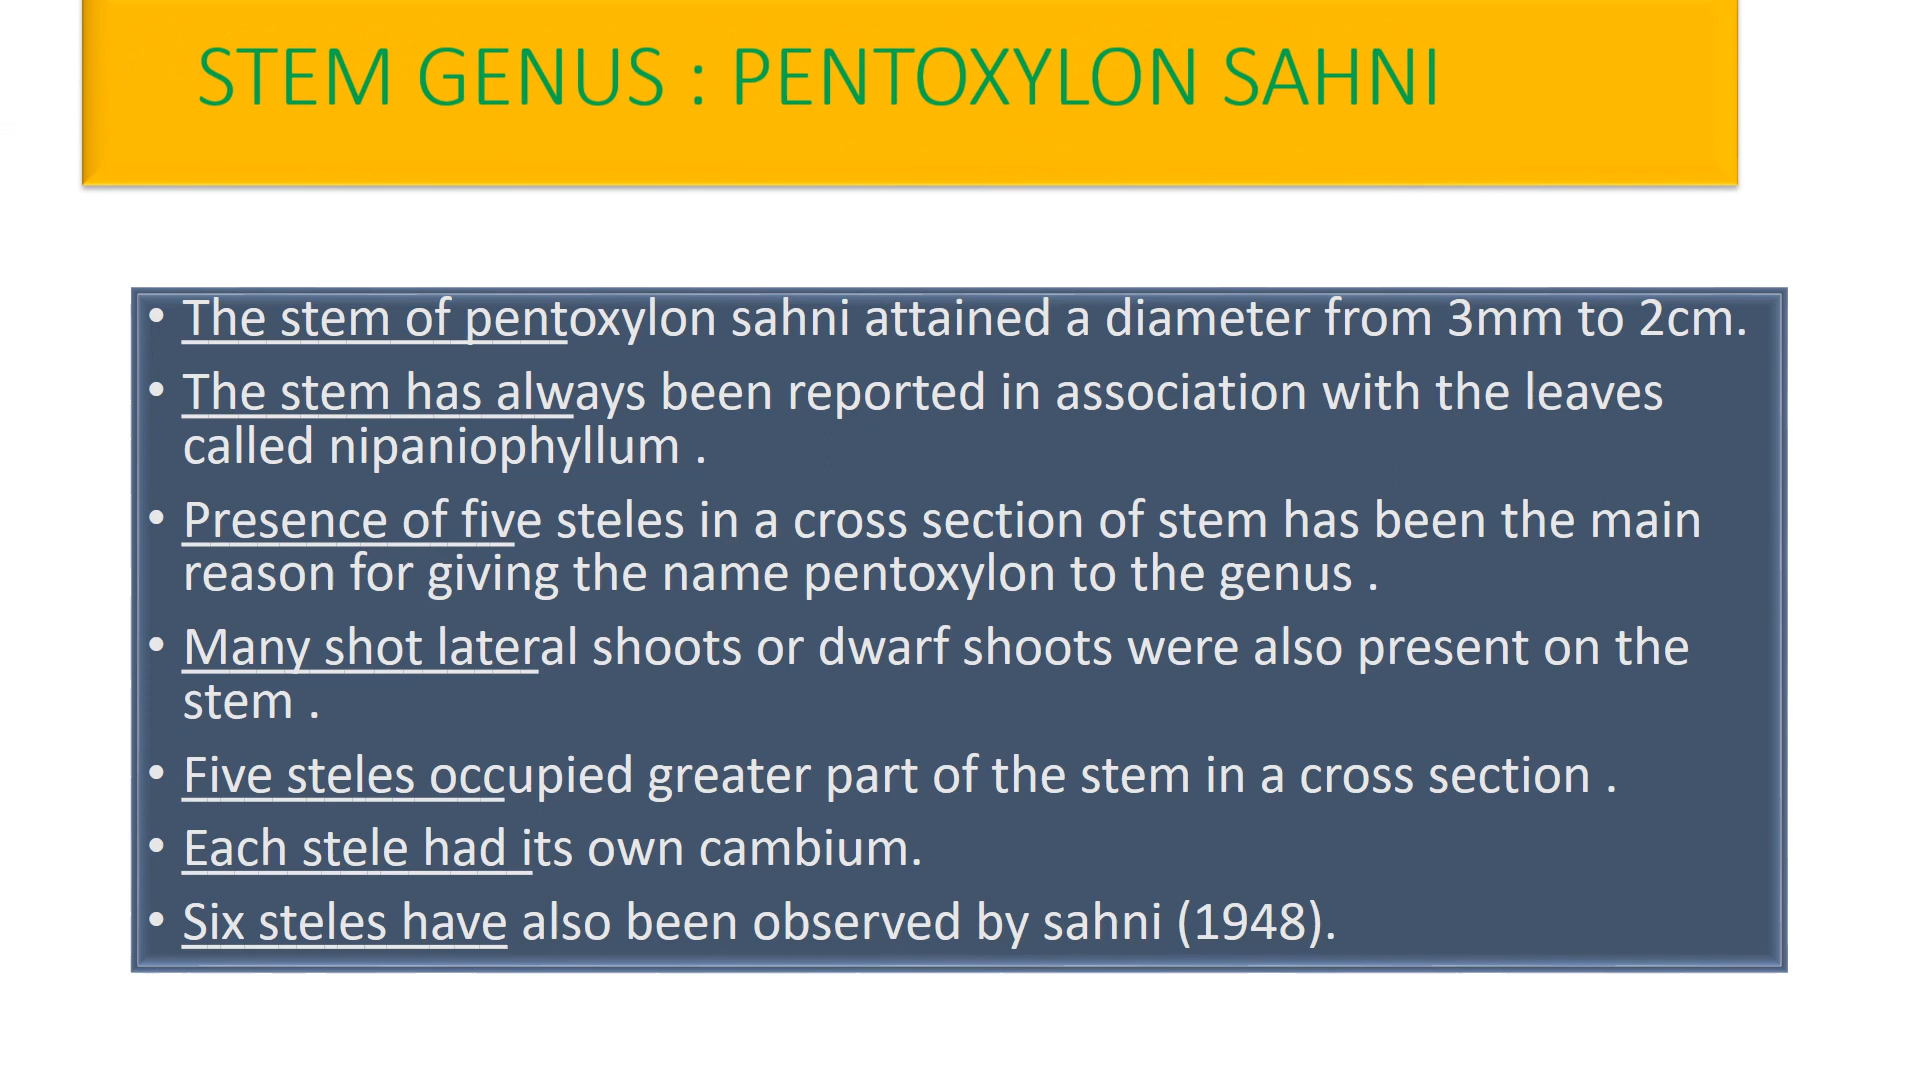 STEM GENUS : PENTOXYLON SAHNI
• The stem of pentoxylon sahni attained a diameter from 3mm to 2cm.
• The stem has always been reported in association with the leaves
called nipaniophyllum .
• Presence of five steles in a cross section of stem has been the main
reason for giving the name pentoxylon to the genus .
• Many shot lateral shoots or dwarf shoots were also present on the
stem .
• Five steles occupied greater part of the stem in a cross section .
• Each stele had its own cambium.
• Six steles have also been observed by sahni (1948).